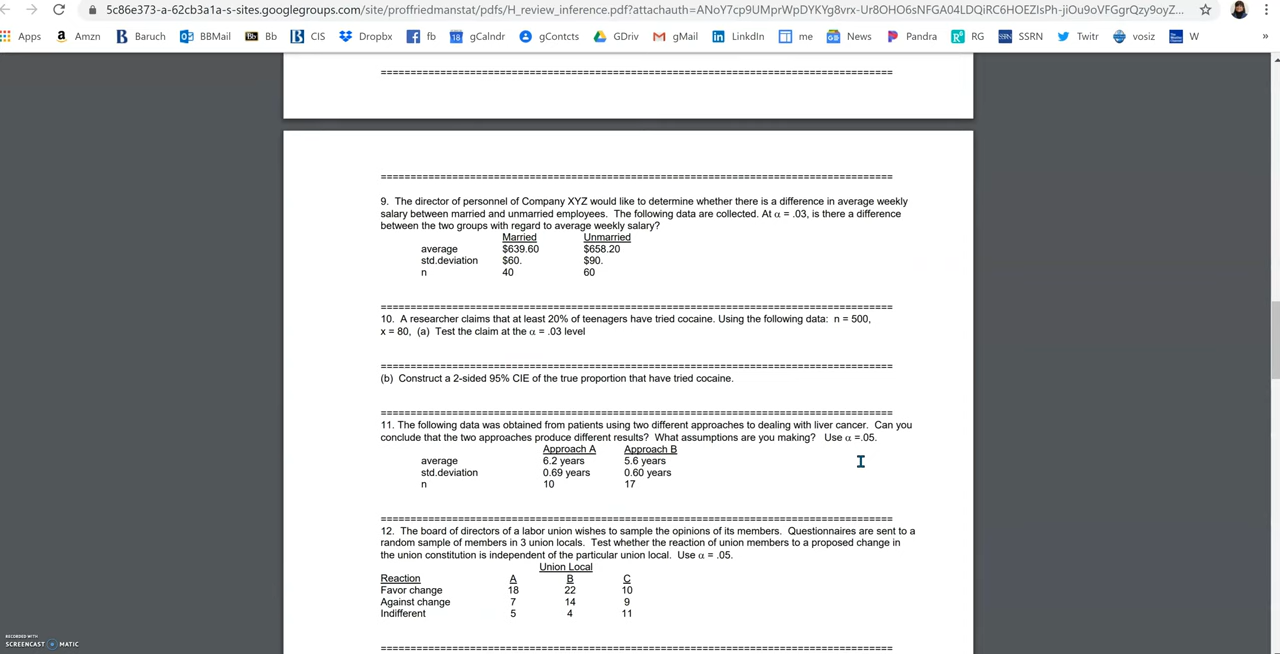 5c86e373-a-62cb3a1a-s-sites.googlegroups.com/site/proffriedmanstat/pdfs/H_review_inference.pdf?attachauth=ANoY7cp9UMprWpDYKYg8vrx-Ur8OHO6sNFGA04LDQiRC6HOEZIsPh-jiOu9oVFGgrQzy9oyZ...
Apps Amzn Baruch BBMail Bb CIS Dropbx fb gCalndr gContcts GDriv gMail LinkdIn me News Pandra RG SSRN Twitr vosiz W »
================================================================================
================================================================================
9. The director of personnel of Company XYZ would like to determine whether there is a difference in average weekly
salary between married and unmarried employees. The following data are collected. At α = .03, is there a difference
between the two groups with regard to average weekly salary?
Married Unmarried
average $639.60 $658.20
std.deviation $60. $90.
n 40 60
================================================================================
10. A researcher claims that at least 20% of teenagers have tried cocaine. Using the following data: n = 500,
x = 80, (a) Test the claim at the α = .03 level
================================================================================
(b) Construct a 2-sided 95% CIE of the true proportion that have tried cocaine.
================================================================================
11. The following data was obtained from patients using two different approaches to dealing with liver cancer. Can you
conclude that the two approaches produce different results? What assumptions are you making? Use α =.05.
Approach A Approach B
average 6.2 years 5.6 years
std.deviation 0.69 years 0.60 years
n 10 17
================================================================================
12. The board of directors of a labor union wishes to sample the opinions of its members. Questionnaires are sent to a
random sample of members in 3 union locals. Test whether the reaction of union members to a proposed change in
the union constitution is independent of the particular union local. Use α = .05.
Union Local
Reaction A B C
Favor change 18 22 10
Against change 7 14 9
Indifferent 5 4 11
================================================================================
RECORDED WITH
SCREENCAST MATIC